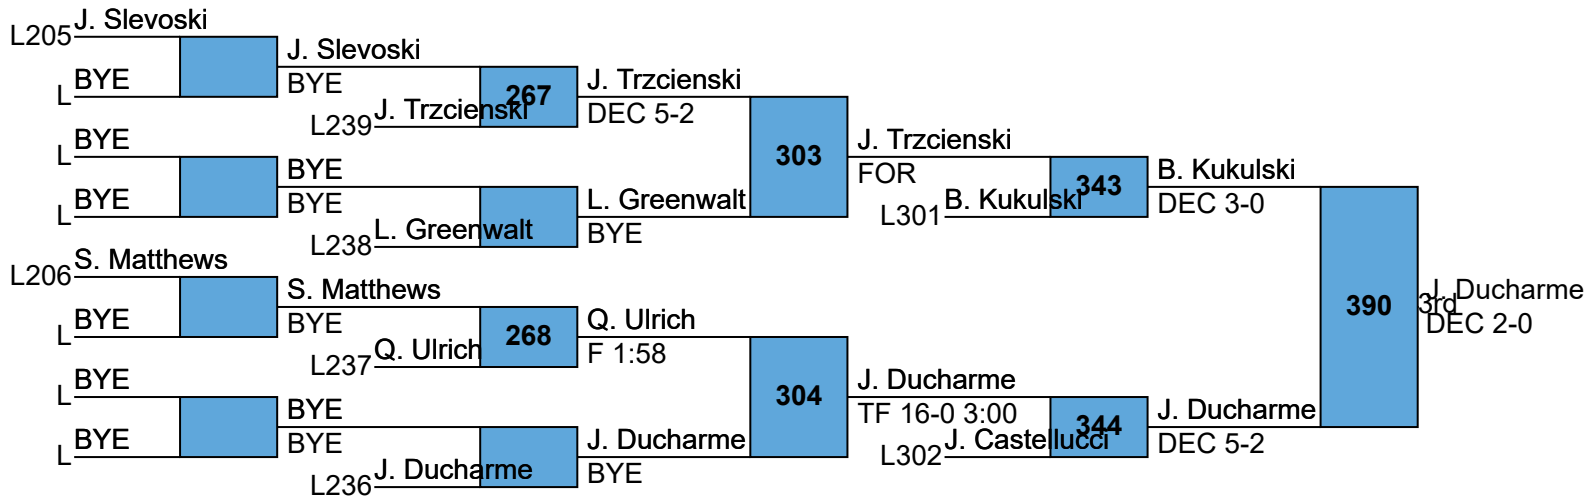 J. Slevoski
L205
BYE
L
J. Slevoski
BYE
267
J. Trzcienski
L239
J. Trzcienski
DEC 5-2
BYE
L
BYE
L
BYE
BYE
L. Greenwalt
L238
L. Greenwalt
BYE
303
J. Trzcienski
FOR
B. Kukulski
L301
343
B. Kukulski
DEC 3-0
S. Matthews
L206
BYE
L
S. Matthews
BYE
268
Q. Ulrich
L237
Q. Ulrich
F 1:58
BYE
L
BYE
L
BYE
BYE
J. Ducharme
L236
J. Ducharme
BYE
304
J. Ducharme
TF 16-0 3:00
J. Castellucci
L302
344
J. Ducharme
DEC 5-2
390
3rd
J. Ducharme
DEC 2-0